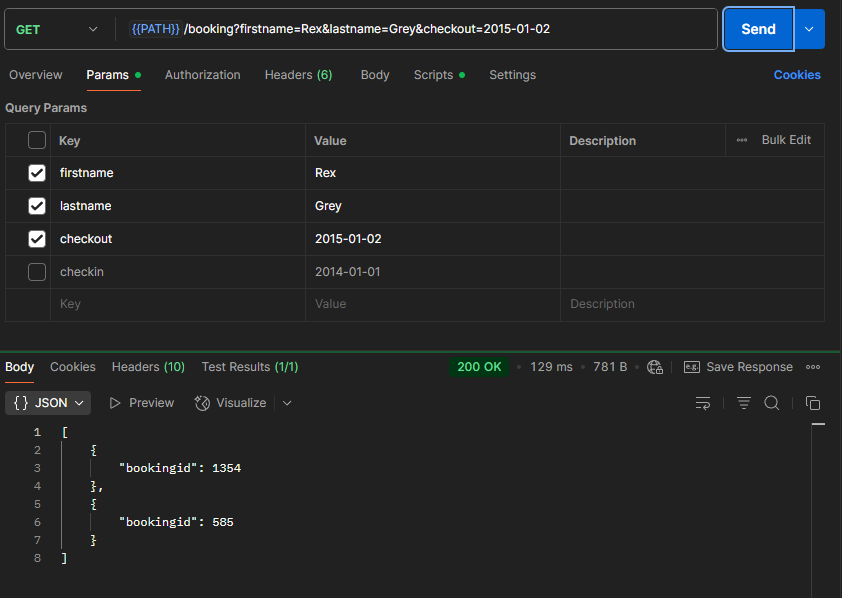 GET {{PATH}} /booking?firstname=Rex&lastname=Grey&checkout=2015-01-02 Send
Overview Params Authorization Headers (6) Body Scripts Settings Cookies
Query Params
Key Value Description Bulk Edit
firstname Rex
lastname Grey
checkout 2015-01-02
checkin 2014-01-01
Key Value Description
Body Cookies Headers (10) Test Results (1/1) 200 OK 129 ms 781 B e.g. Save Response
{} JSON Preview Visualize
1 [
2 {
3 "bookingid": 1354
4 },
5 {
6 "bookingid": 585
7 }
8 ]